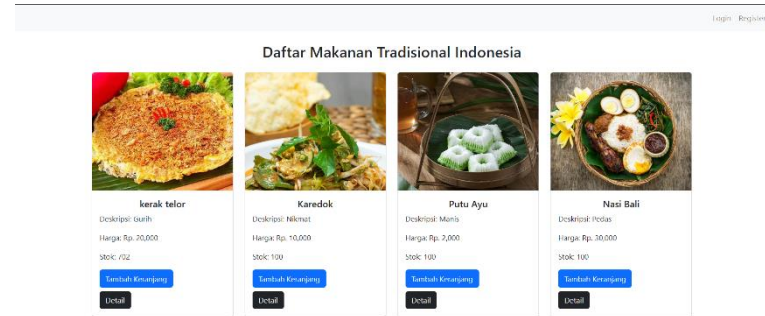 Login Register
Daftar Makanan Tradisional Indonesia
kerak telor
Deskripsi: Gurih
Harga: Rp. 20,000
Stok: 702
Tambah Keranjang
Detail
Karedok
Deskripsi: Nikmat
Harga: Rp. 10,000
Stok: 100
Tambah Keranjang
Detail
Putu Ayu
Deskripsi: Manis
Harga: Rp. 2,000
Stok: 100
Tambah Keranjang
Detail
Nasi Bali
Deskripsi: Pedas
Harga: Rp. 30,000
Stok: 100
Tambah Keranjang
Detail